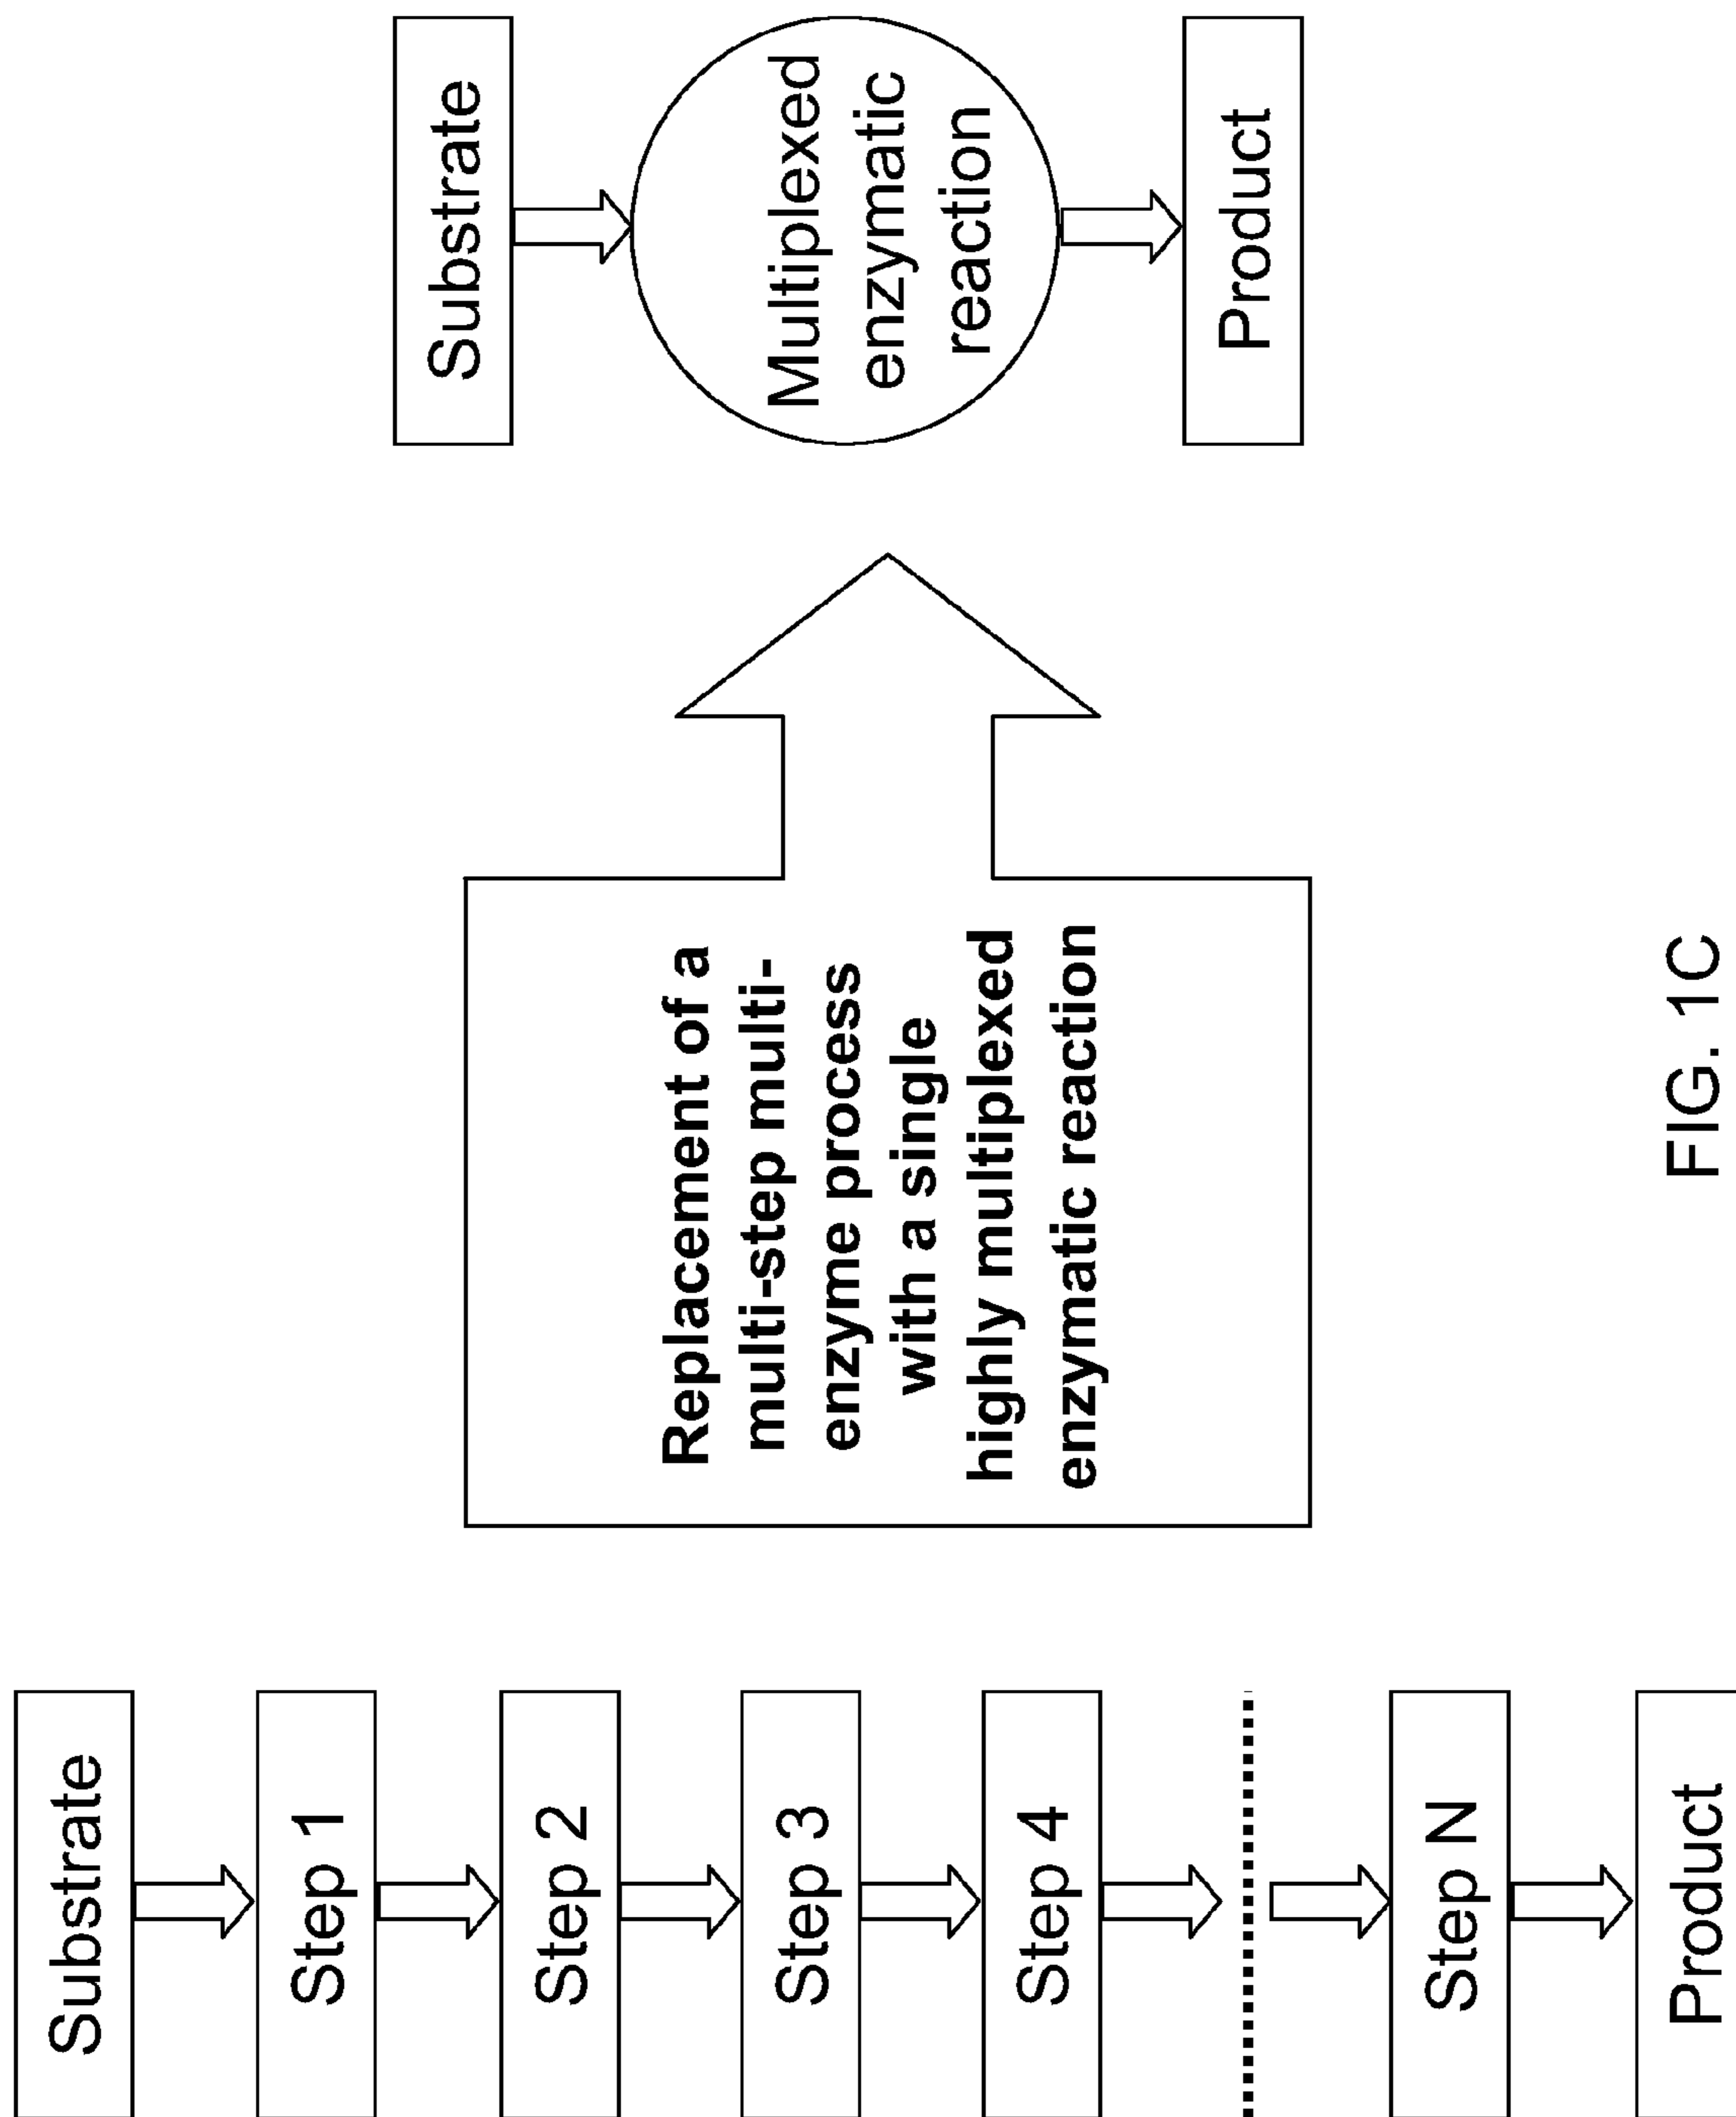 Substrate
Step 1
Step 2
Step 3
Step 4
Step N
Product
Replacement of a
multi-step multi-
enzyme process
with a single
highly multiplexed
enzymatic reaction
Substrate
Multiplexed
enzymatic
reaction
Product
FIG. 1C